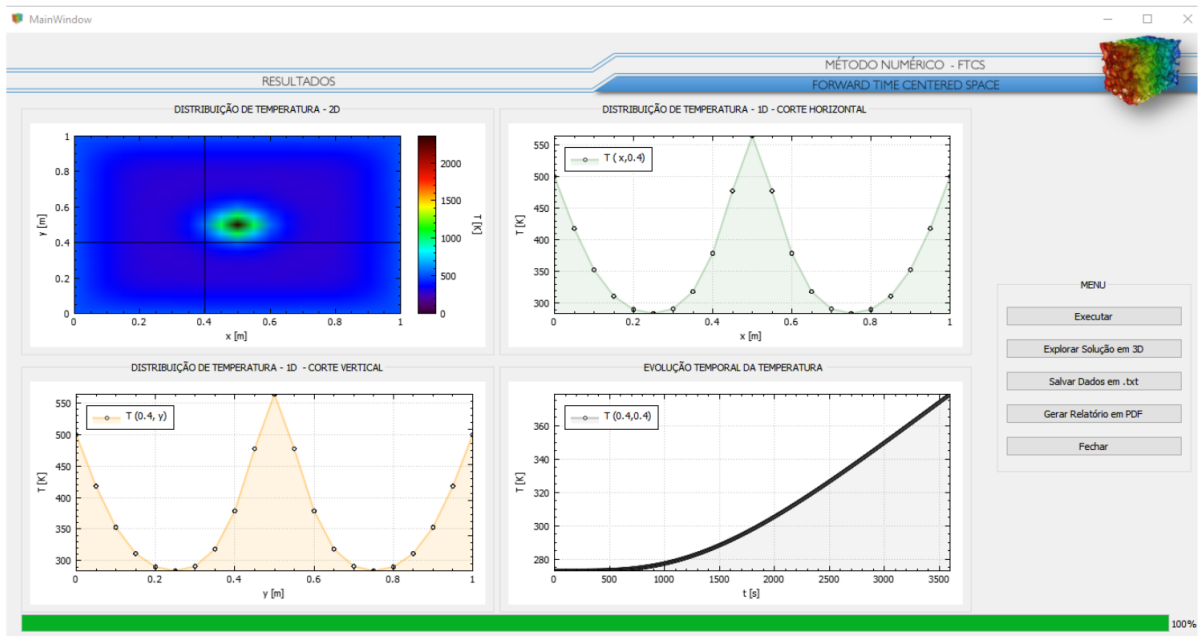 MainWindow
RESULTADOS
MÉTODO NUMÉRICO - FTCS
FORWARD TIME CENTERED SPACE
DISTRIBUIÇÃO DE TEMPERATURA - 2D
1
0.8
0.6
0.4
0.2
0
y [m]
0 0.2 0.4 0.6 0.8 1
x [m]
2000
1500
1000
500
0
T [K]
DISTRIBUIÇÃO DE TEMPERATURA - 1D - CORTE HORIZONTAL
T (x,0.4)
550
500
450
400
350
300
T [K]
0 0.2 0.4 0.6 0.8 1
x [m]
DISTRIBUIÇÃO DE TEMPERATURA - 1D - CORTE VERTICAL
T (0.4, y)
550
500
450
400
350
300
T [K]
0 0.2 0.4 0.6 0.8 1
y [m]
EVOLUÇÃO TEMPORAL DA TEMPERATURA
T (0.4,0.4)
360
340
320
300
280
T [K]
0 500 1000 1500 2000 2500 3000 3500
t [s]
MENU
Executar
Explorar Solução em 3D
Salvar Dados em .txt
Gerar Relatório em PDF
Fechar
100%